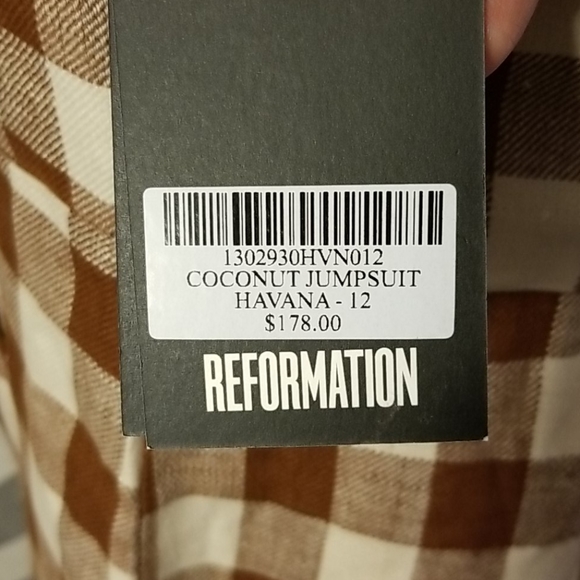 1302930HVN012
COCONUT JUMPSUIT
HAVANA - 12
$178.00
REFORMATION